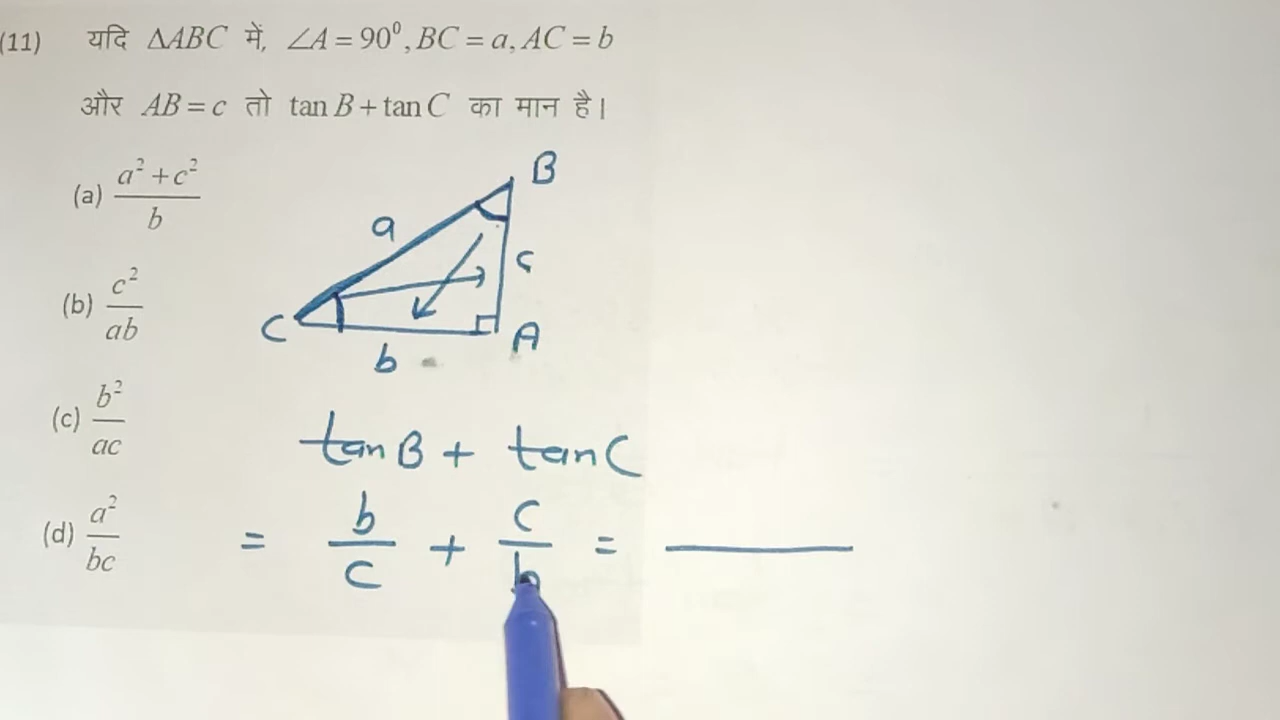 (11) यदि ΔABC में, ∠A = 90⁰, BC = a, AC = b
और AB = c तो tan B + tan C का मान है।
(a) (a² + c²)/b
(b) c²/ab
(c) b²/ac
(d) a²/bc
B
a
c
C
A
b
tan B + tan C
= b/c + c/b =